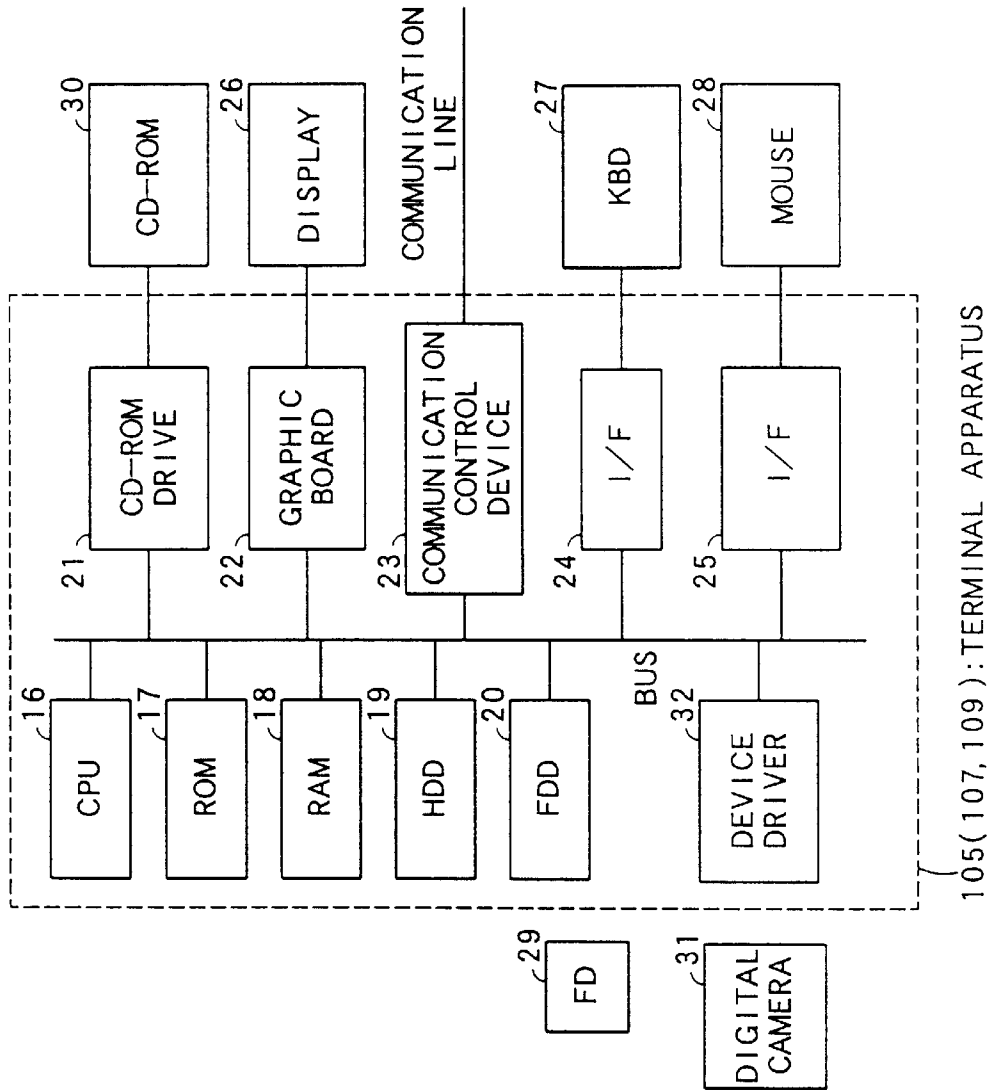 30
CD-ROM
26
DISPLAY
COMMUNICATION
LINE
27
KBD
28
MOUSE
21
CD-ROM
DRIVE
22
GRAPHIC
BOARD
23
COMMUNICATION
CONTROL
DEVICE
24
I/F
25
I/F
BUS
16
CPU
17
ROM
18
RAM
19
HDD
20
FDD
32
DEVICE
DRIVER
29
FD
31
DIGITAL
CAMERA
105(107,109):TERMINAL APPARATUS